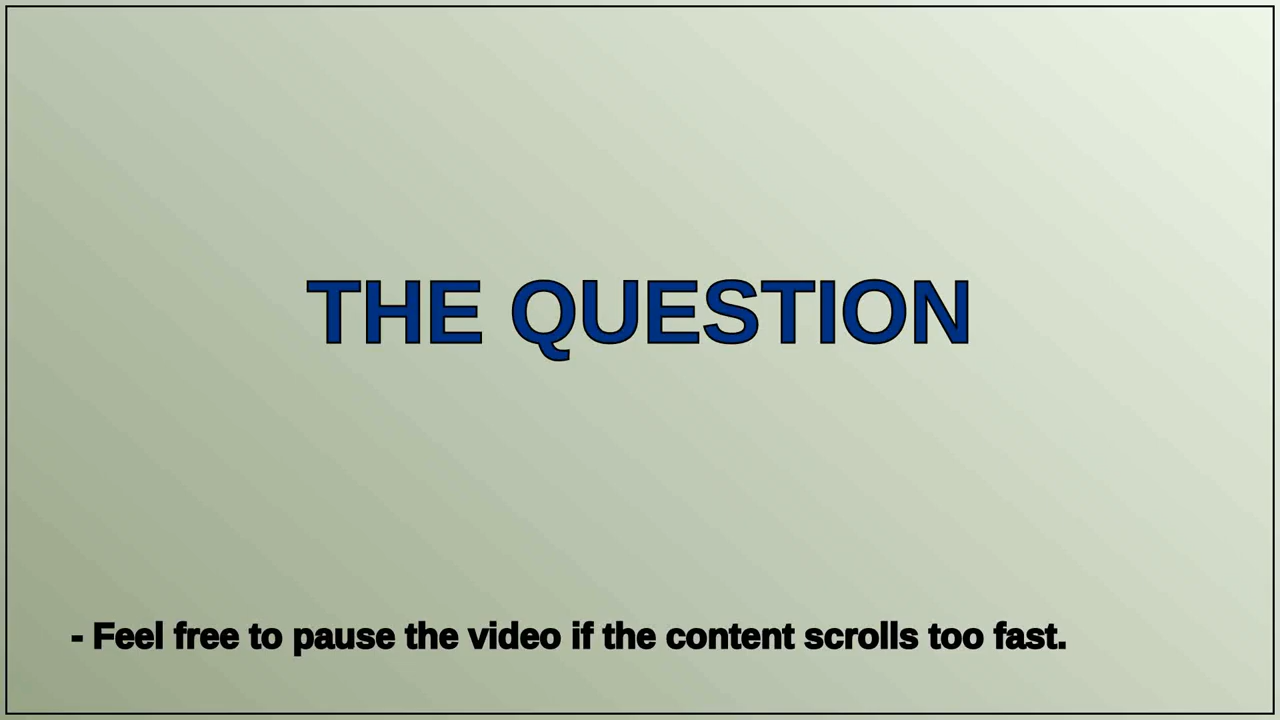 THE QUESTION
- Feel free to pause the video if the content scrolls too fast.